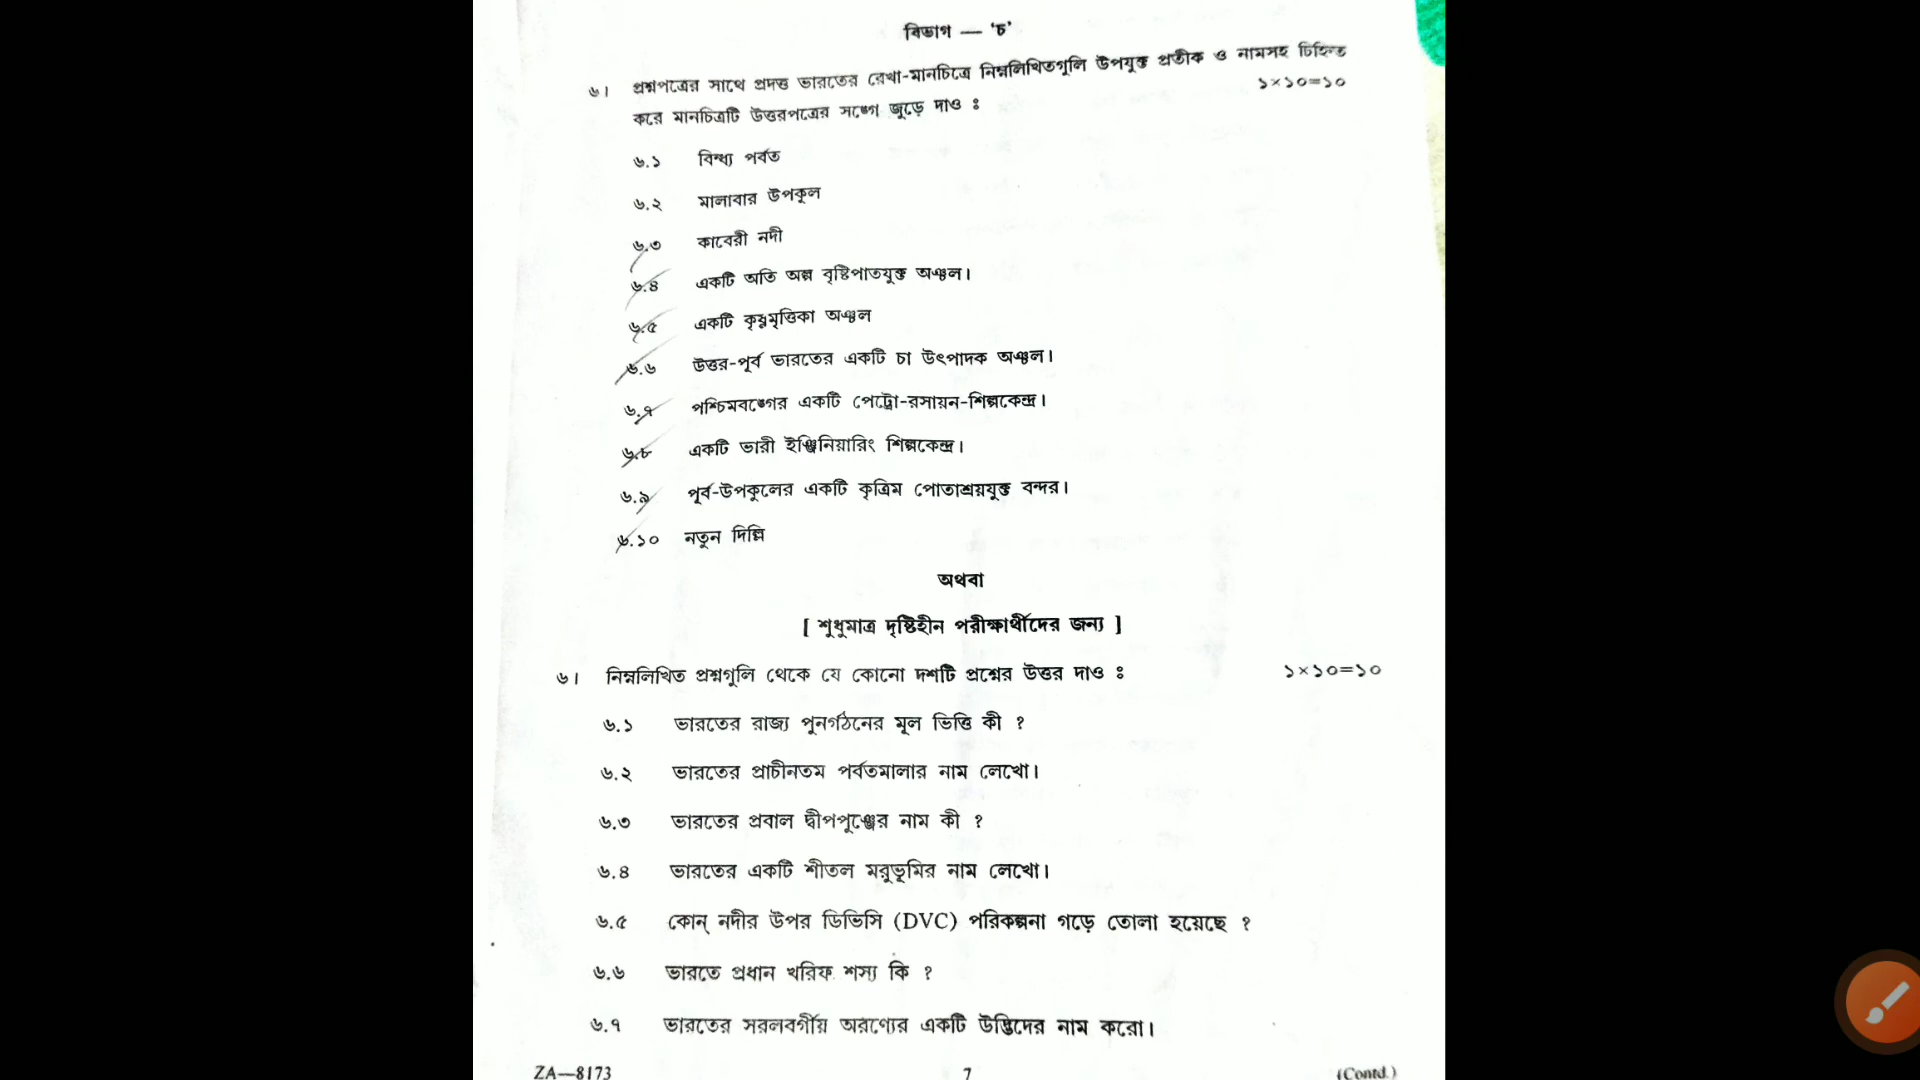 বিভাগ — ‘চ’
৬। প্রশ্নপত্রের সাথে প্রদত্ত ভারতের রেখা-মানচিত্রে নিম্নলিখিতগুলি উপযুক্ত প্রতীক ও নামসহ চিহ্নিত
করে মানচিত্রটি উত্তরপত্রের সঙ্গে জুড়ে দাও ঃ ১×১০=১০
৬.১ বিন্ধ্য পর্বত
৬.২ মালাবার উপকূল
৬.৩ কাবেরী নদী
৬.৪ একটি অতি অল্প বৃষ্টিপাতযুক্ত অঞ্চল।
৬.৫ একটি কৃষ্ণমৃত্তিকা অঞ্চল
৬.৬ উত্তর-পূর্ব ভারতের একটি চা উৎপাদক অঞ্চল।
৬.৭ পশ্চিমবঙ্গের একটি পেট্রো-রসায়ন-শিল্পকেন্দ্র।
৬.৮ একটি ভারী ইঞ্জিনিয়ারিং শিল্পকেন্দ্র।
৬.৯ পূর্ব-উপকুলের একটি কৃত্রিম পোতাশ্রয়যুক্ত বন্দর।
৬.১০ নতুন দিল্লি
অথবা
[ শুধুমাত্র দৃষ্টিহীন পরীক্ষার্থীদের জন্য ]
৬। নিম্নলিখিত প্রশ্নগুলি থেকে যে কোনো দশটি প্রশ্নের উত্তর দাও ঃ ১×১০=১০
৬.১ ভারতের রাজ্য পুনর্গঠনের মূল ভিত্তি কী ?
৬.২ ভারতের প্রাচীনতম পর্বতমালার নাম লেখো।
৬.৩ ভারতের প্রবাল দ্বীপপুঞ্জের নাম কী ?
৬.৪ ভারতের একটি শীতল মরুভূমির নাম লেখো।
৬.৫ কোন্ নদীর উপর ডিভিসি (DVC) পরিকল্পনা গড়ে তোলা হয়েছে ?
৬.৬ ভারতে প্রধান খরিফ শস্য কি ?
৬.৭ ভারতের সরলবর্গীয় অরণ্যের একটি উদ্ভিদের নাম করো।
ZA—8173 7 (Contd.)